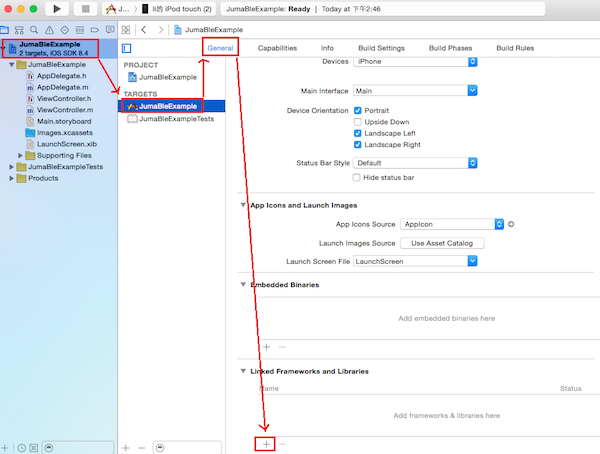 J...
li的 iPod touch (2)
JumaBleExample: Ready | Today at 下午2:46
JumaBleExample
JumaBleExample
2 targets, iOS SDK 8.4
JumaBleExample
AppDelegate.h
AppDelegate.m
ViewController.h
ViewController.m
Main.storyboard
Images.xcassets
LaunchScreen.xib
Supporting Files
JumaBleExampleTests
Products
General
Capabilities
Info
Build Settings
Build Phases
Build Rules
PROJECT
JumaBleExample
TARGETS
JumaBleExample
JumaBleExampleTests
Devices iPhone
Main Interface Main
Device Orientation Portrait
Upside Down
Landscape Left
Landscape Right
Status Bar Style Default
Hide status bar
App Icons and Launch Images
App Icons Source AppIcon
Launch Images Source Use Asset Catalog
Launch Screen File LaunchScreen
Embedded Binaries
Add embedded binaries here
+ −
Linked Frameworks and Libraries
Name Status
Add frameworks & libraries here
+ −